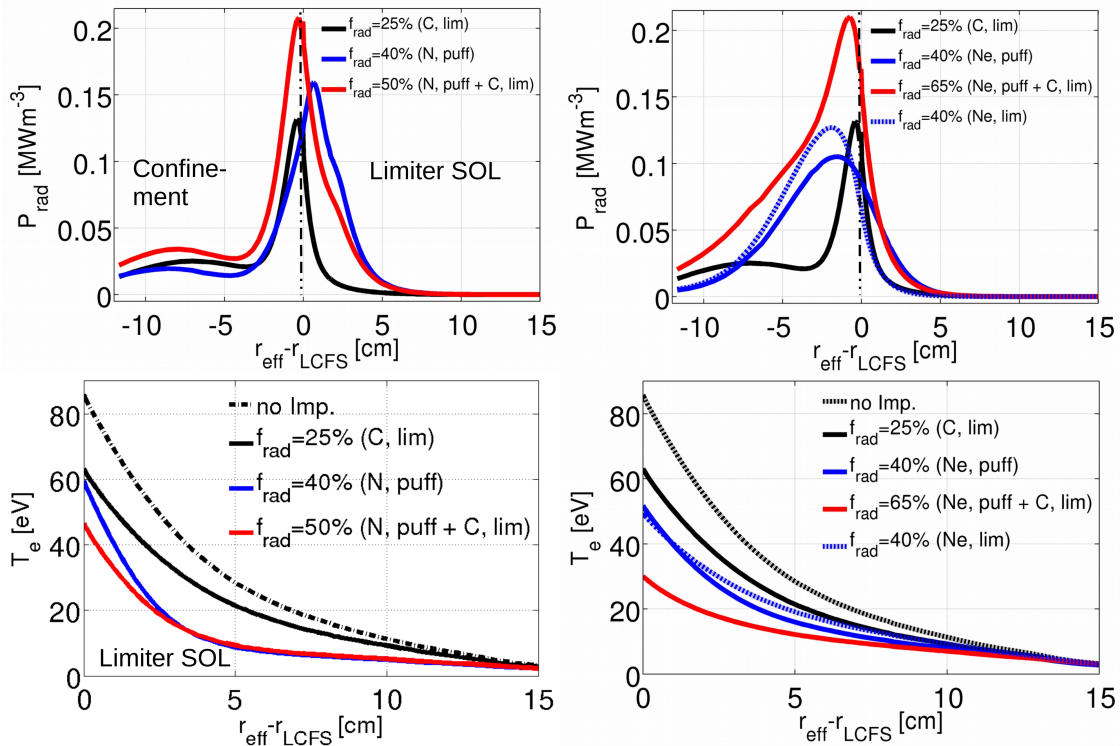 0.2
0.15
0.1
0.05
0
P_rad [MWm^-3]
f_rad=25% (C, lim)
f_rad=40% (N, puff)
f_rad=50% (N, puff + C, lim)
Confine-
ment
Limiter SOL
-10 -5 0 5 10 15
r_eff-r_LCFS [cm]
0.2
0.15
0.1
0.05
0
P_rad [MWm^-3]
f_rad=25% (C, lim)
f_rad=40% (Ne, puff)
f_rad=65% (Ne, puff + C, lim)
f_rad=40% (Ne, lim)
-10 -5 0 5 10 15
r_eff-r_LCFS [cm]
80
60
40
20
0
T_e [eV]
no Imp.
f_rad=25% (C, lim)
f_rad=40% (N, puff)
f_rad=50% (N, puff + C, lim)
Limiter SOL
0 5 10 15
r_eff-r_LCFS [cm]
80
60
40
20
0
T_e [eV]
no Imp.
f_rad=25% (C, lim)
f_rad=40% (Ne, puff)
f_rad=65% (Ne, puff + C, lim)
f_rad=40% (Ne, lim)
0 5 10 15
r_eff-r_LCFS [cm]